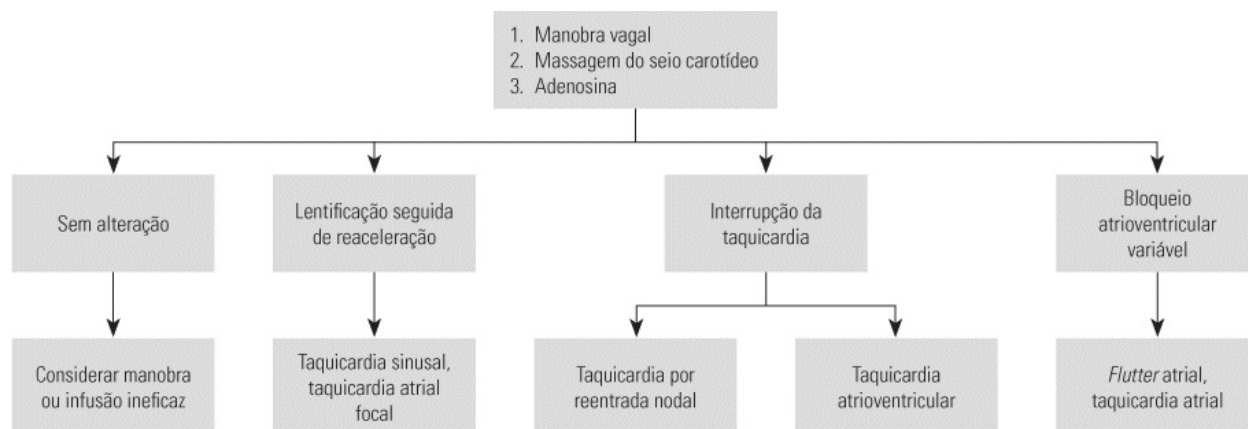 1. Manobra vagal
2. Massagem do seio carotídeo
3. Adenosina
Sem alteração
Lentificação seguida
de reaceleração
Interrupção da
taquicardia
Bloqueio
atrioventricular
variável
Considerar manobra
ou infusão ineficaz
Taquicardia sinusal,
taquicardia atrial
focal
Taquicardia por
reentrada nodal
Taquicardia
atrioventricular
Flutter atrial,
taquicardia atrial